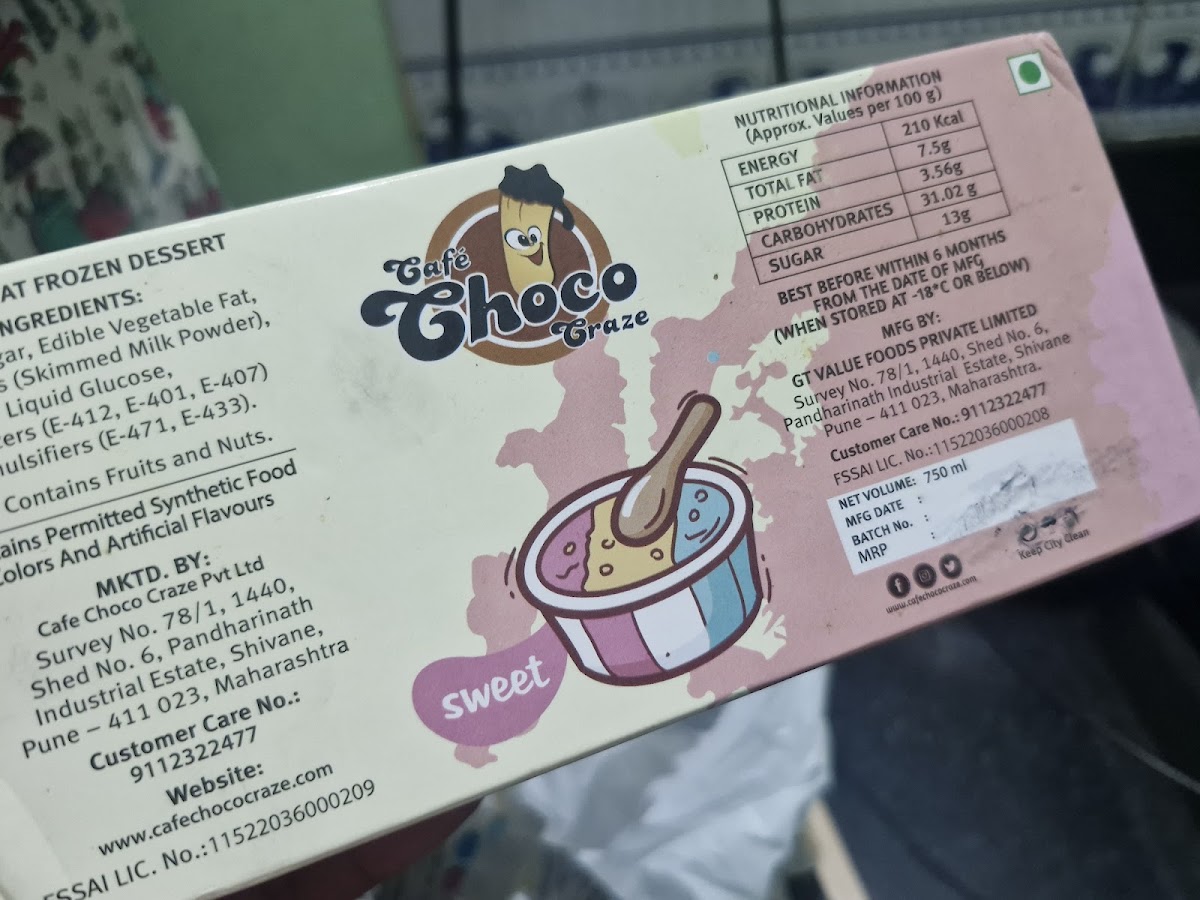 AT FROZEN DESSERT
NGREDIENTS:
gar, Edible Vegetable Fat,
s (Skimmed Milk Powder),
Liquid Glucose,
ers (E-412, E-401, E-407)
nulsifiers (E-471, E-433).
Contains Fruits and Nuts.
tains Permitted Synthetic Food
Colors And Artificial Flavours
MKTD. BY:
Cafe Choco Craze Pvt Ltd
Survey No. 78/1, 1440,
Shed No. 6, Pandharinath
Industrial Estate, Shivane,
Pune – 411 023, Maharashtra
Customer Care No.:
9112322477
Website:
www.cafechococraze.com
FSSAI LIC. No.:11522036000209
Café
Choco
Craze
sweet
NUTRITIONAL INFORMATION
(Approx. Values per 100 g)
ENERGY 210 Kcal
TOTAL FAT 7.5g
PROTEIN 3.56g
CARBOHYDRATES 31.02 g
SUGAR 13g
BEST BEFORE WITHIN 6 MONTHS
FROM THE DATE OF MFG
(WHEN STORED AT -18°C OR BELOW)
MFG BY:
GT VALUE FOODS PRIVATE LIMITED
Survey No. 78/1, 1440, Shed No. 6,
Pandharinath Industrial Estate, Shivane
Pune – 411 023, Maharashtra.
Customer Care No.:9112322477
FSSAI LIC. No.:11522036000208
NET VOLUME: 750 ml
MFG DATE :
BATCH No. :
MRP :
Keep City Clean
www.cafechococraze.com